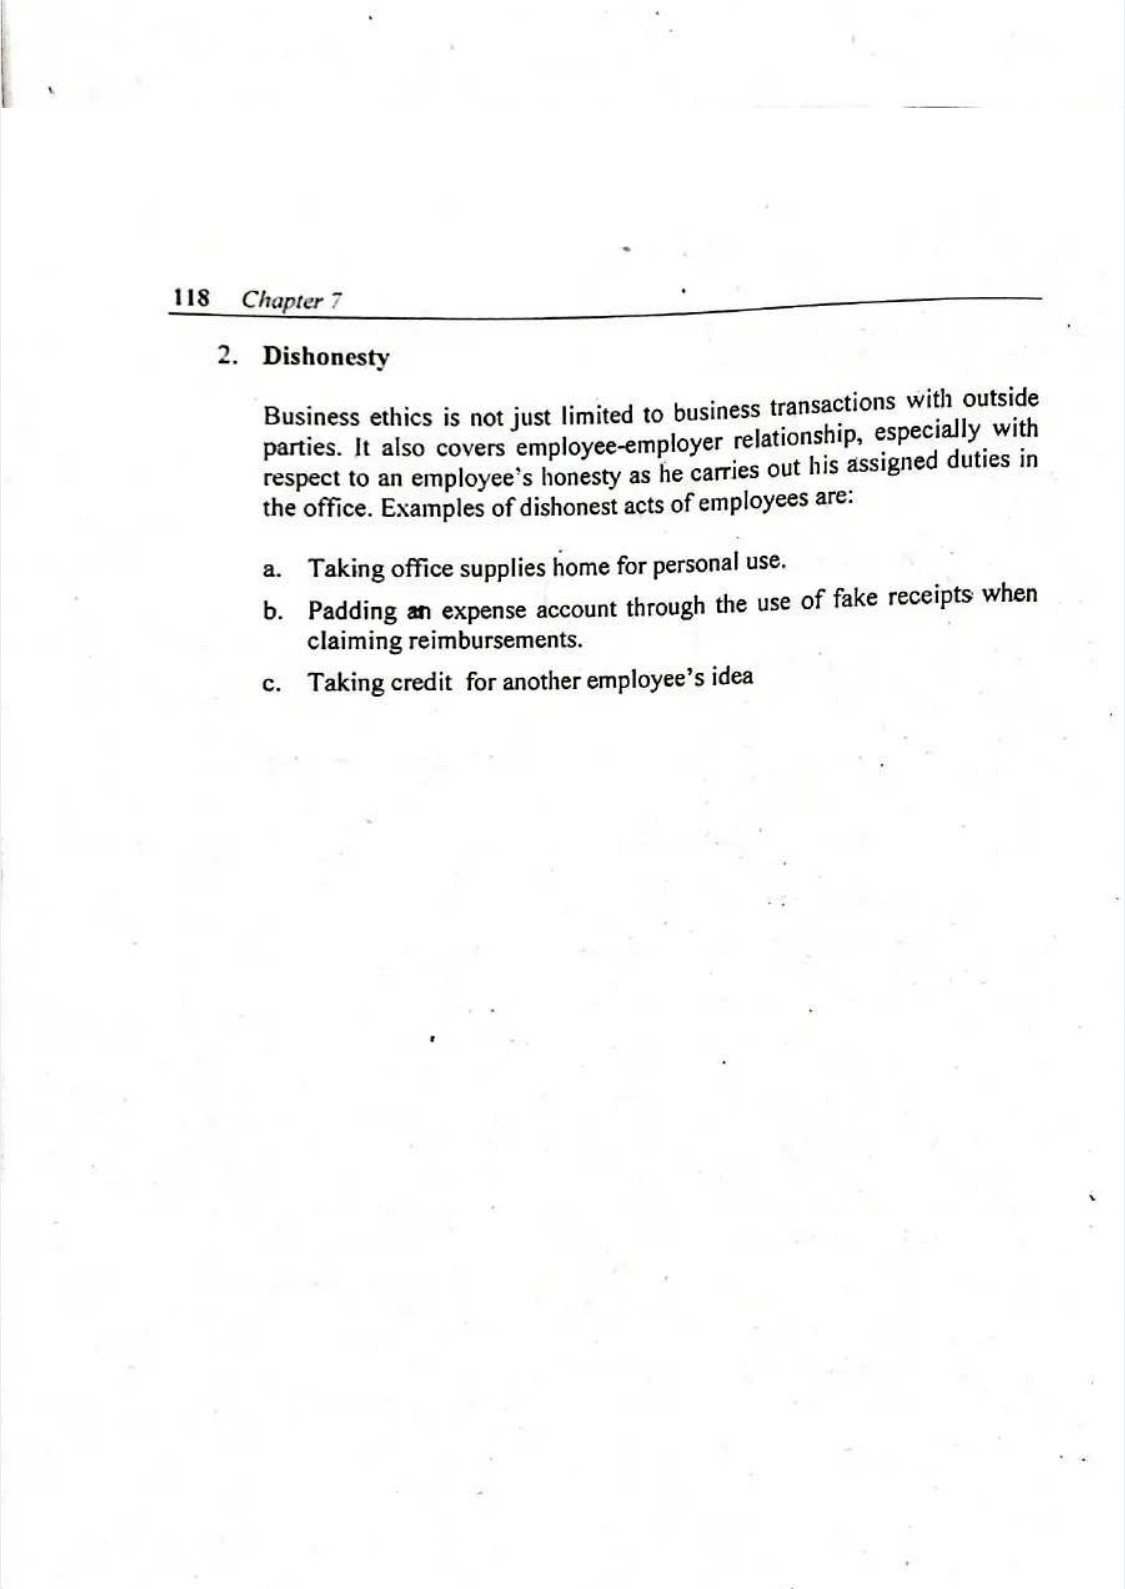 118 Chapter 7
2. Dishonesty
Business ethics is not just limited to business transactions with outside
parties. It also covers employee-employer relationship, especially with
respect to an employee's honesty as he carries out his assigned duties in
the office. Examples of dishonest acts of employees are:
a. Taking office supplies home for personal use.
b. Padding an expense account through the use of fake receipts when
claiming reimbursements.
c. Taking credit for another employee's idea